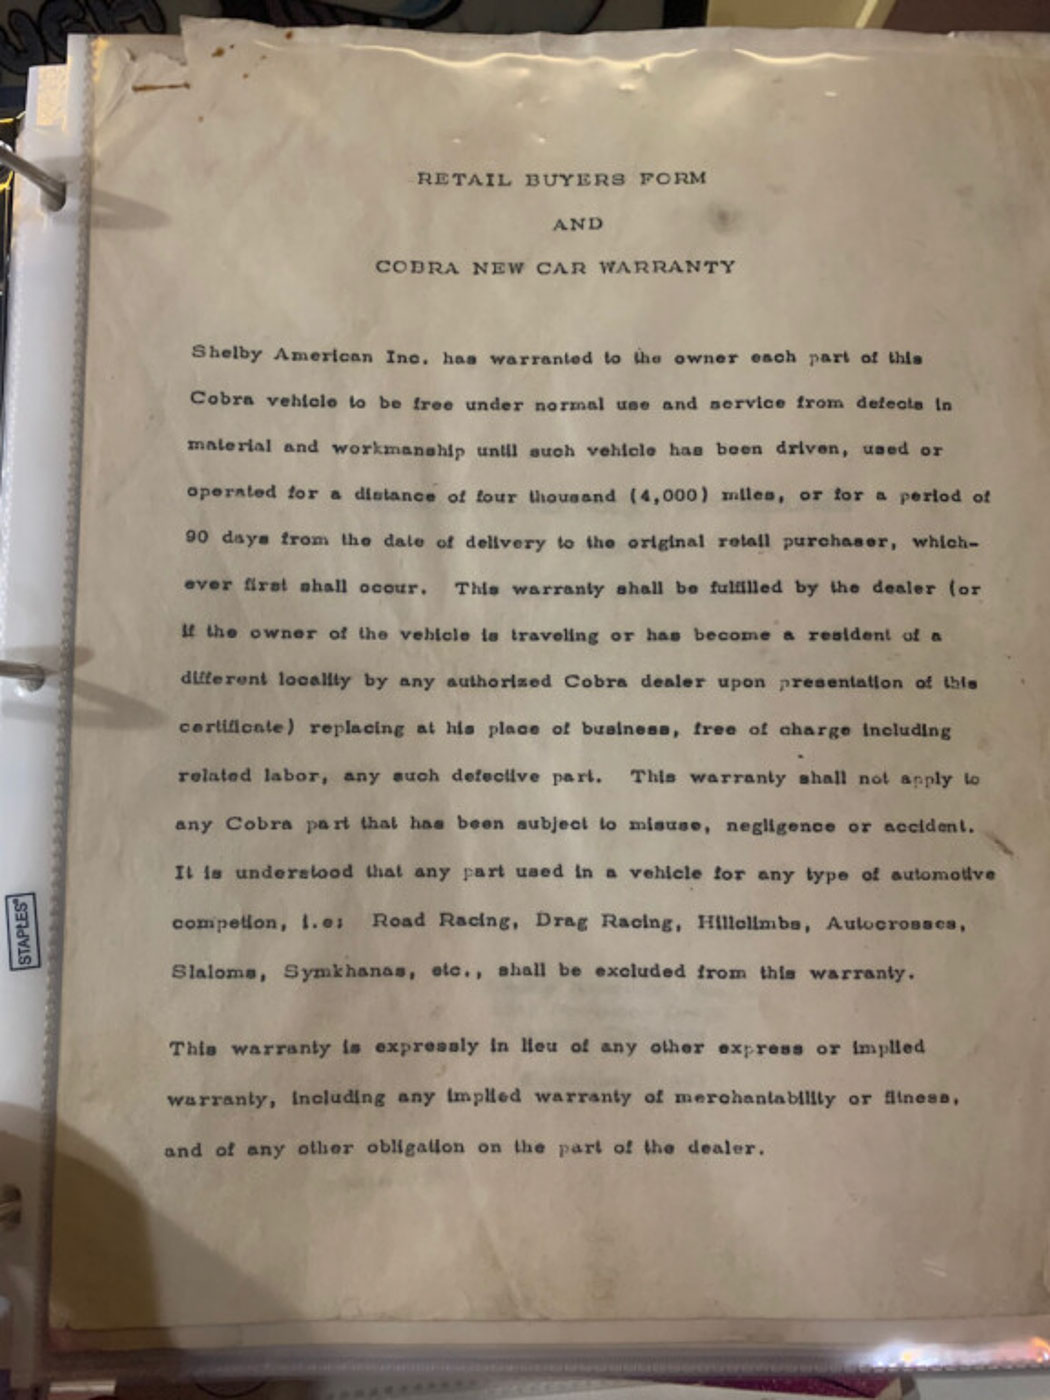 RETAIL BUYERS FORM
AND
COBRA NEW CAR WARRANTY
Shelby American Inc. has warranted to the owner each part of this
Cobra vehicle to be free under normal use and service from defects in
material and workmanship until such vehicle has been driven, used or
operated for a distance of four thousand (4,000) miles, or for a period of
90 days from the date of delivery to the original retail purchaser, which-
ever first shall occur. This warranty shall be fulfilled by the dealer (or
if the owner of the vehicle is traveling or has become a resident of a
different locality by any authorized Cobra dealer upon presentation of this
certificate) replacing at his place of business, free of charge including
related labor, any such defective part. This warranty shall not apply to
any Cobra part that has been subject to misuse, negligence or accident.
It is understood that any part used in a vehicle for any type of automotive
competion, i.e: Road Racing, Drag Racing, Hillclimbs, Autocrosses,
Slaloms, Symkhanas, etc., shall be excluded from this warranty.
This warranty is expressly in lieu of any other express or implied
warranty, including any implied warranty of merchantability or fitness,
and of any other obligation on the part of the dealer.
STAPLES